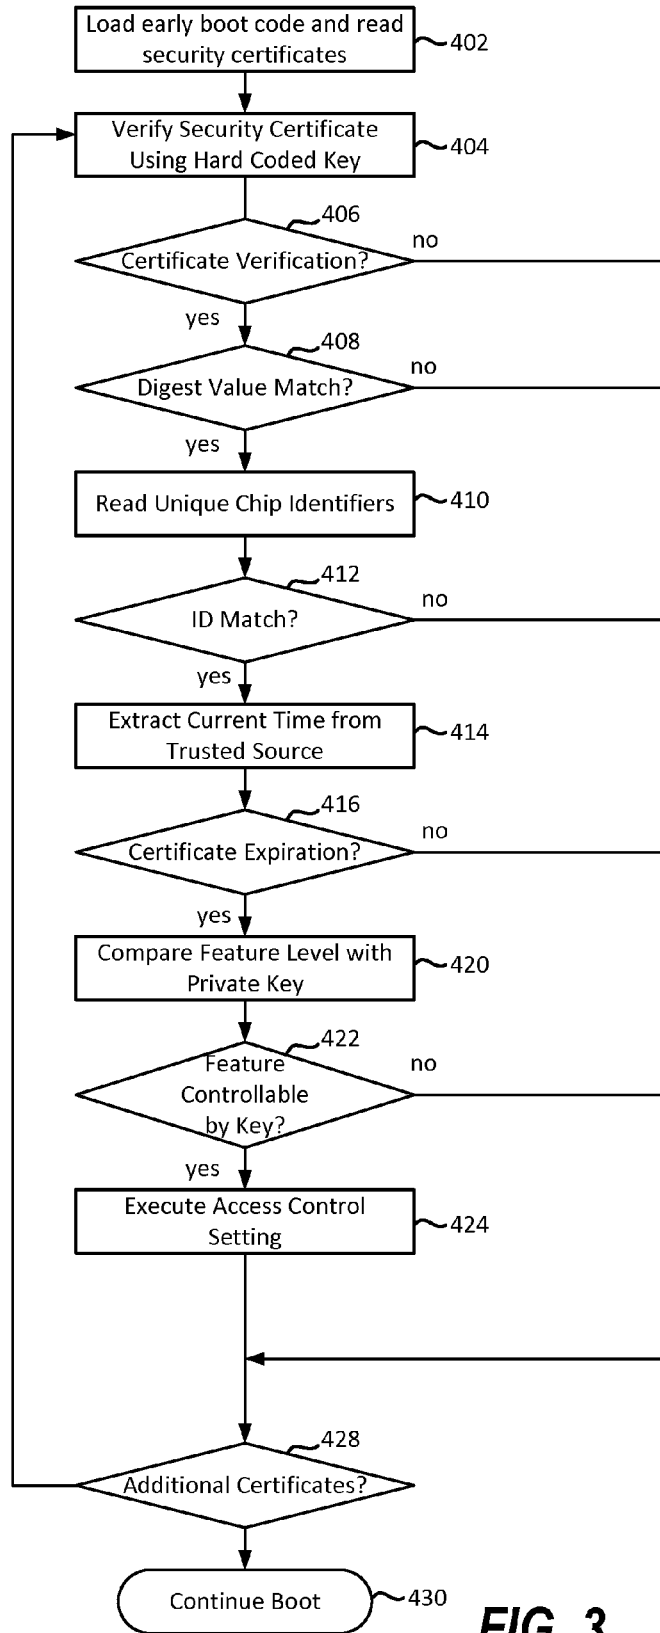 Load early boot code and read
security certificates
402
Verify Security Certificate
Using Hard Coded Key
404
406
Certificate Verification?
no
yes
408
Digest Value Match?
no
yes
Read Unique Chip Identifiers
410
412
ID Match?
no
yes
Extract Current Time from
Trusted Source
414
416
Certificate Expiration?
no
yes
Compare Feature Level with
Private Key
420
422
Feature
Controllable
by Key?
no
yes
Execute Access Control
Setting
424
428
Additional Certificates?
Continue Boot
430
FIG. 3